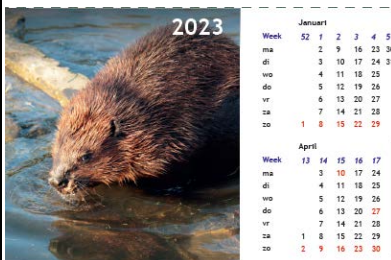 2023
Januari
Week 52 1 2 3 4 5
ma 2 9 16 23 30
di 3 10 17 24 31
wo 4 11 18 25
do 5 12 19 26
vr 6 13 20 27
za 7 14 21 28
zo 1 8 15 22 29
April
Week 13 14 15 16 17
ma 3 10 17 24
di 4 11 18 25
wo 5 12 19 26
do 6 13 20 27
vr 7 14 21 28
za 1 8 15 22 29
zo 2 9 16 23 30